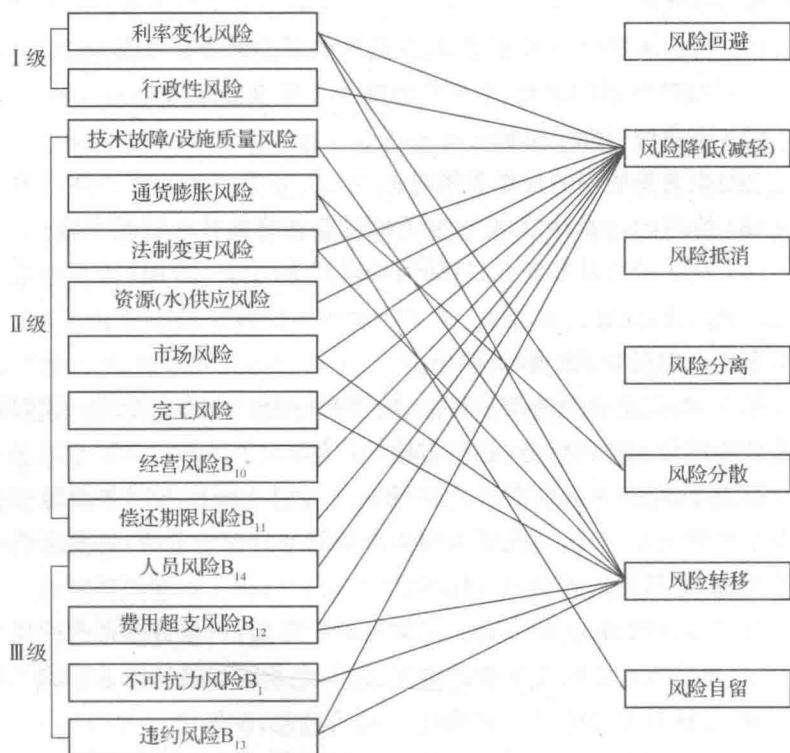 Ⅰ级
利率变化风险
行政性风险
Ⅱ级
技术故障/设施质量风险
通货膨胀风险
法制变更风险
资源(水)供应风险
市场风险
完工风险
经营风险B₁₀
偿还期限风险B₁₁
Ⅲ级
人员风险B₁₄
费用超支风险B₁₂
不可抗力风险B₁
违约风险B₁₃
风险回避
风险降低(减轻)
风险抵消
风险分离
风险分散
风险转移
风险自留